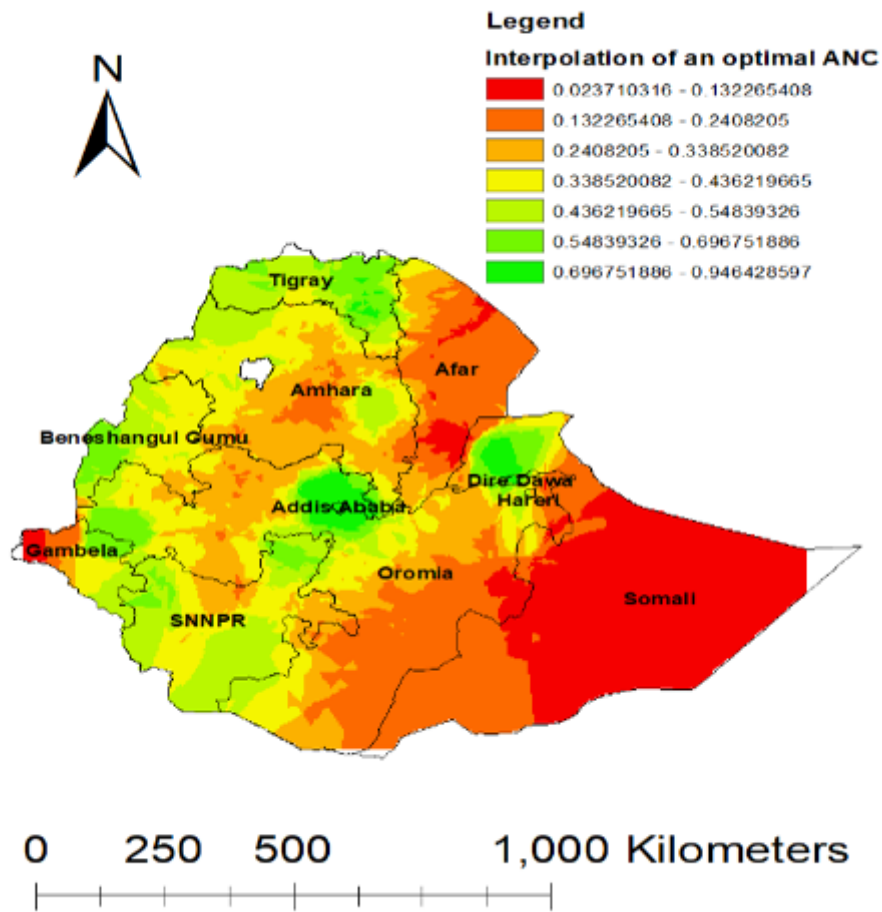 Legend
Interpolation of an optimal ANC
0.023710316 - 0.132265408
0.132265408 - 0.2408205
0.2408205 - 0.338520082
0.338520082 - 0.436219665
0.436219665 - 0.54839326
0.54839326 - 0.696751886
0.696751886 - 0.946428597
N
Tigray
Afar
Amhara
Beneshangul Gumu
Dire Dawa
Hareri
Addis Ababa
Gambela
Oromia
Somali
SNNPR
0 250 500 1,000 Kilometers